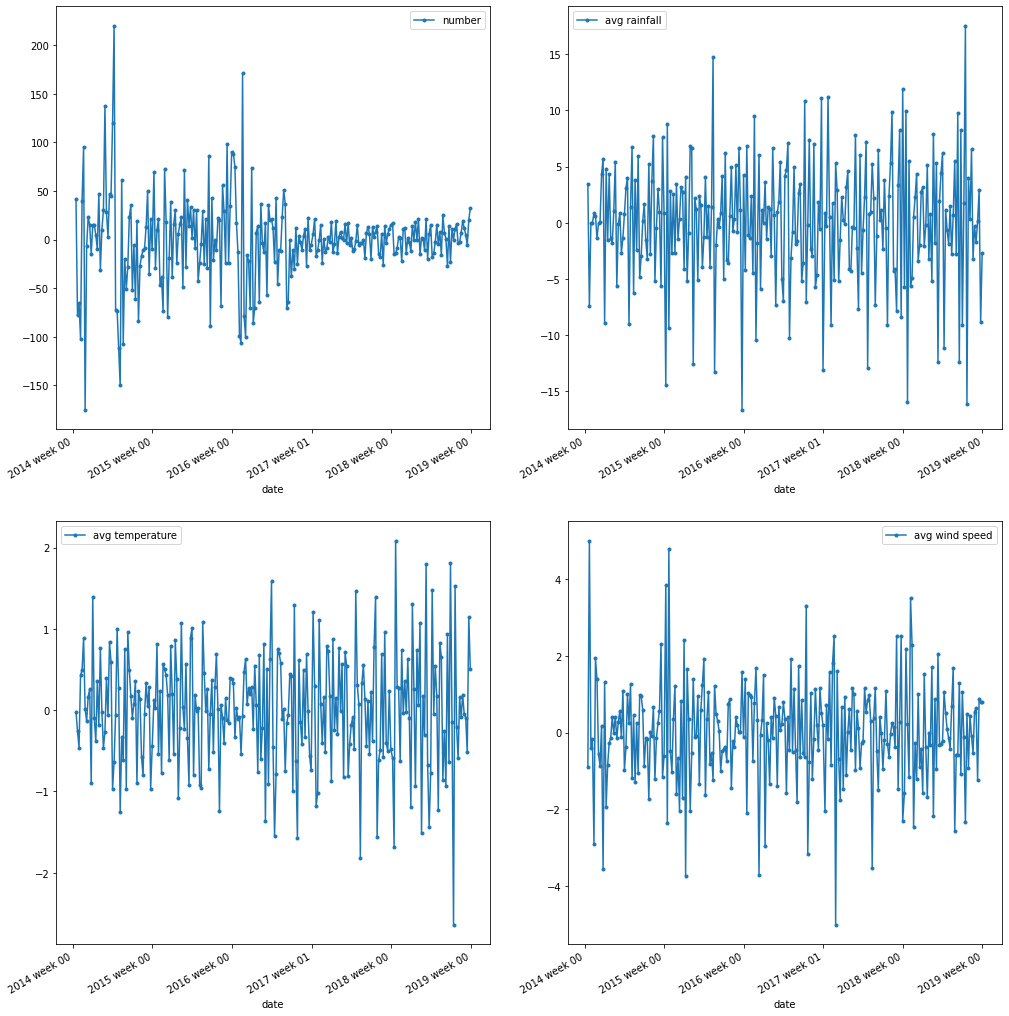 number
200
150
100
50
0
−50
−100
−150
2014 week 00
2015 week 00
2016 week 00
2017 week 01
2018 week 00
2019 week 00
date
avg rainfall
15
10
5
0
−5
−10
−15
2014 week 00
2015 week 00
2016 week 00
2017 week 01
2018 week 00
2019 week 00
date
avg temperature
2
1
0
−1
−2
2014 week 00
2015 week 00
2016 week 00
2017 week 01
2018 week 00
2019 week 00
date
avg wind speed
4
2
0
−2
−4
2014 week 00
2015 week 00
2016 week 00
2017 week 01
2018 week 00
2019 week 00
date